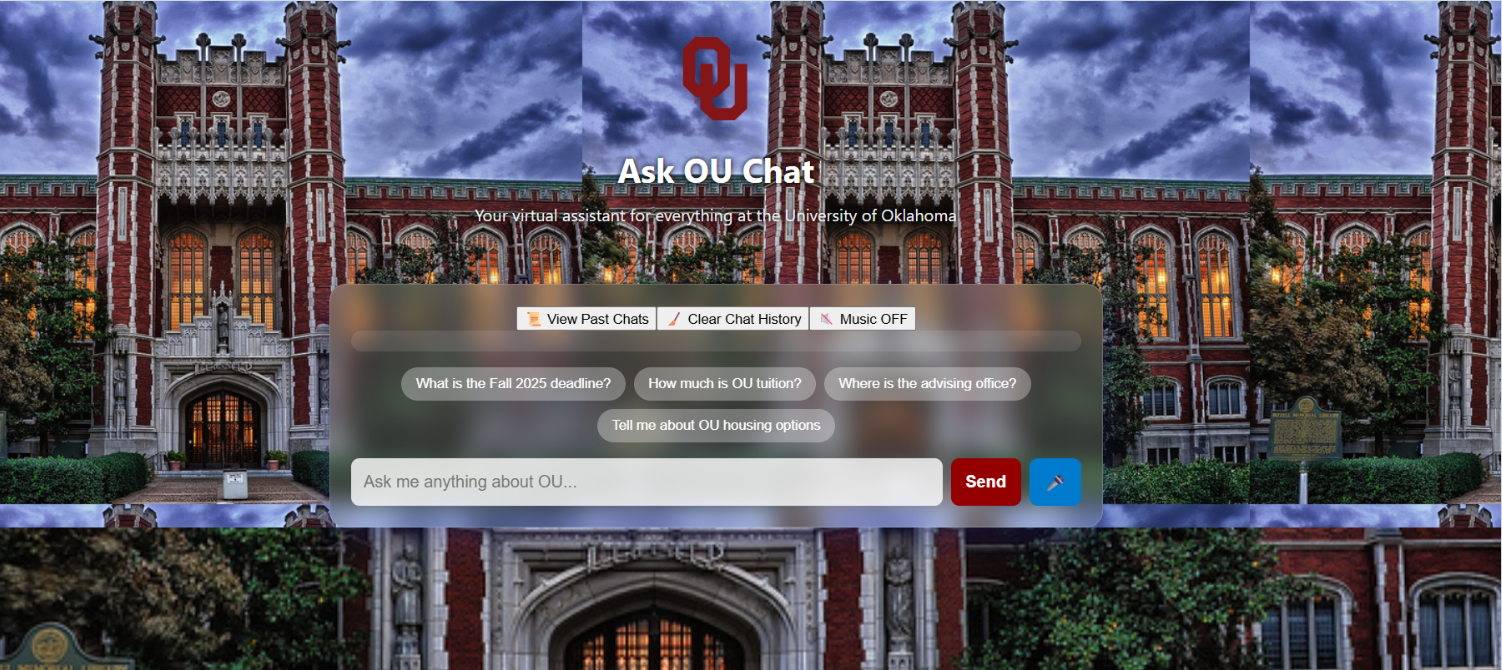 OU
Ask OU Chat
Your virtual assistant for everything at the University of Oklahoma
View Past Chats Clear Chat History Music OFF
What is the Fall 2025 deadline? How much is OU tuition? Where is the advising office?
Tell me about OU housing options
Ask me anything about OU... Send